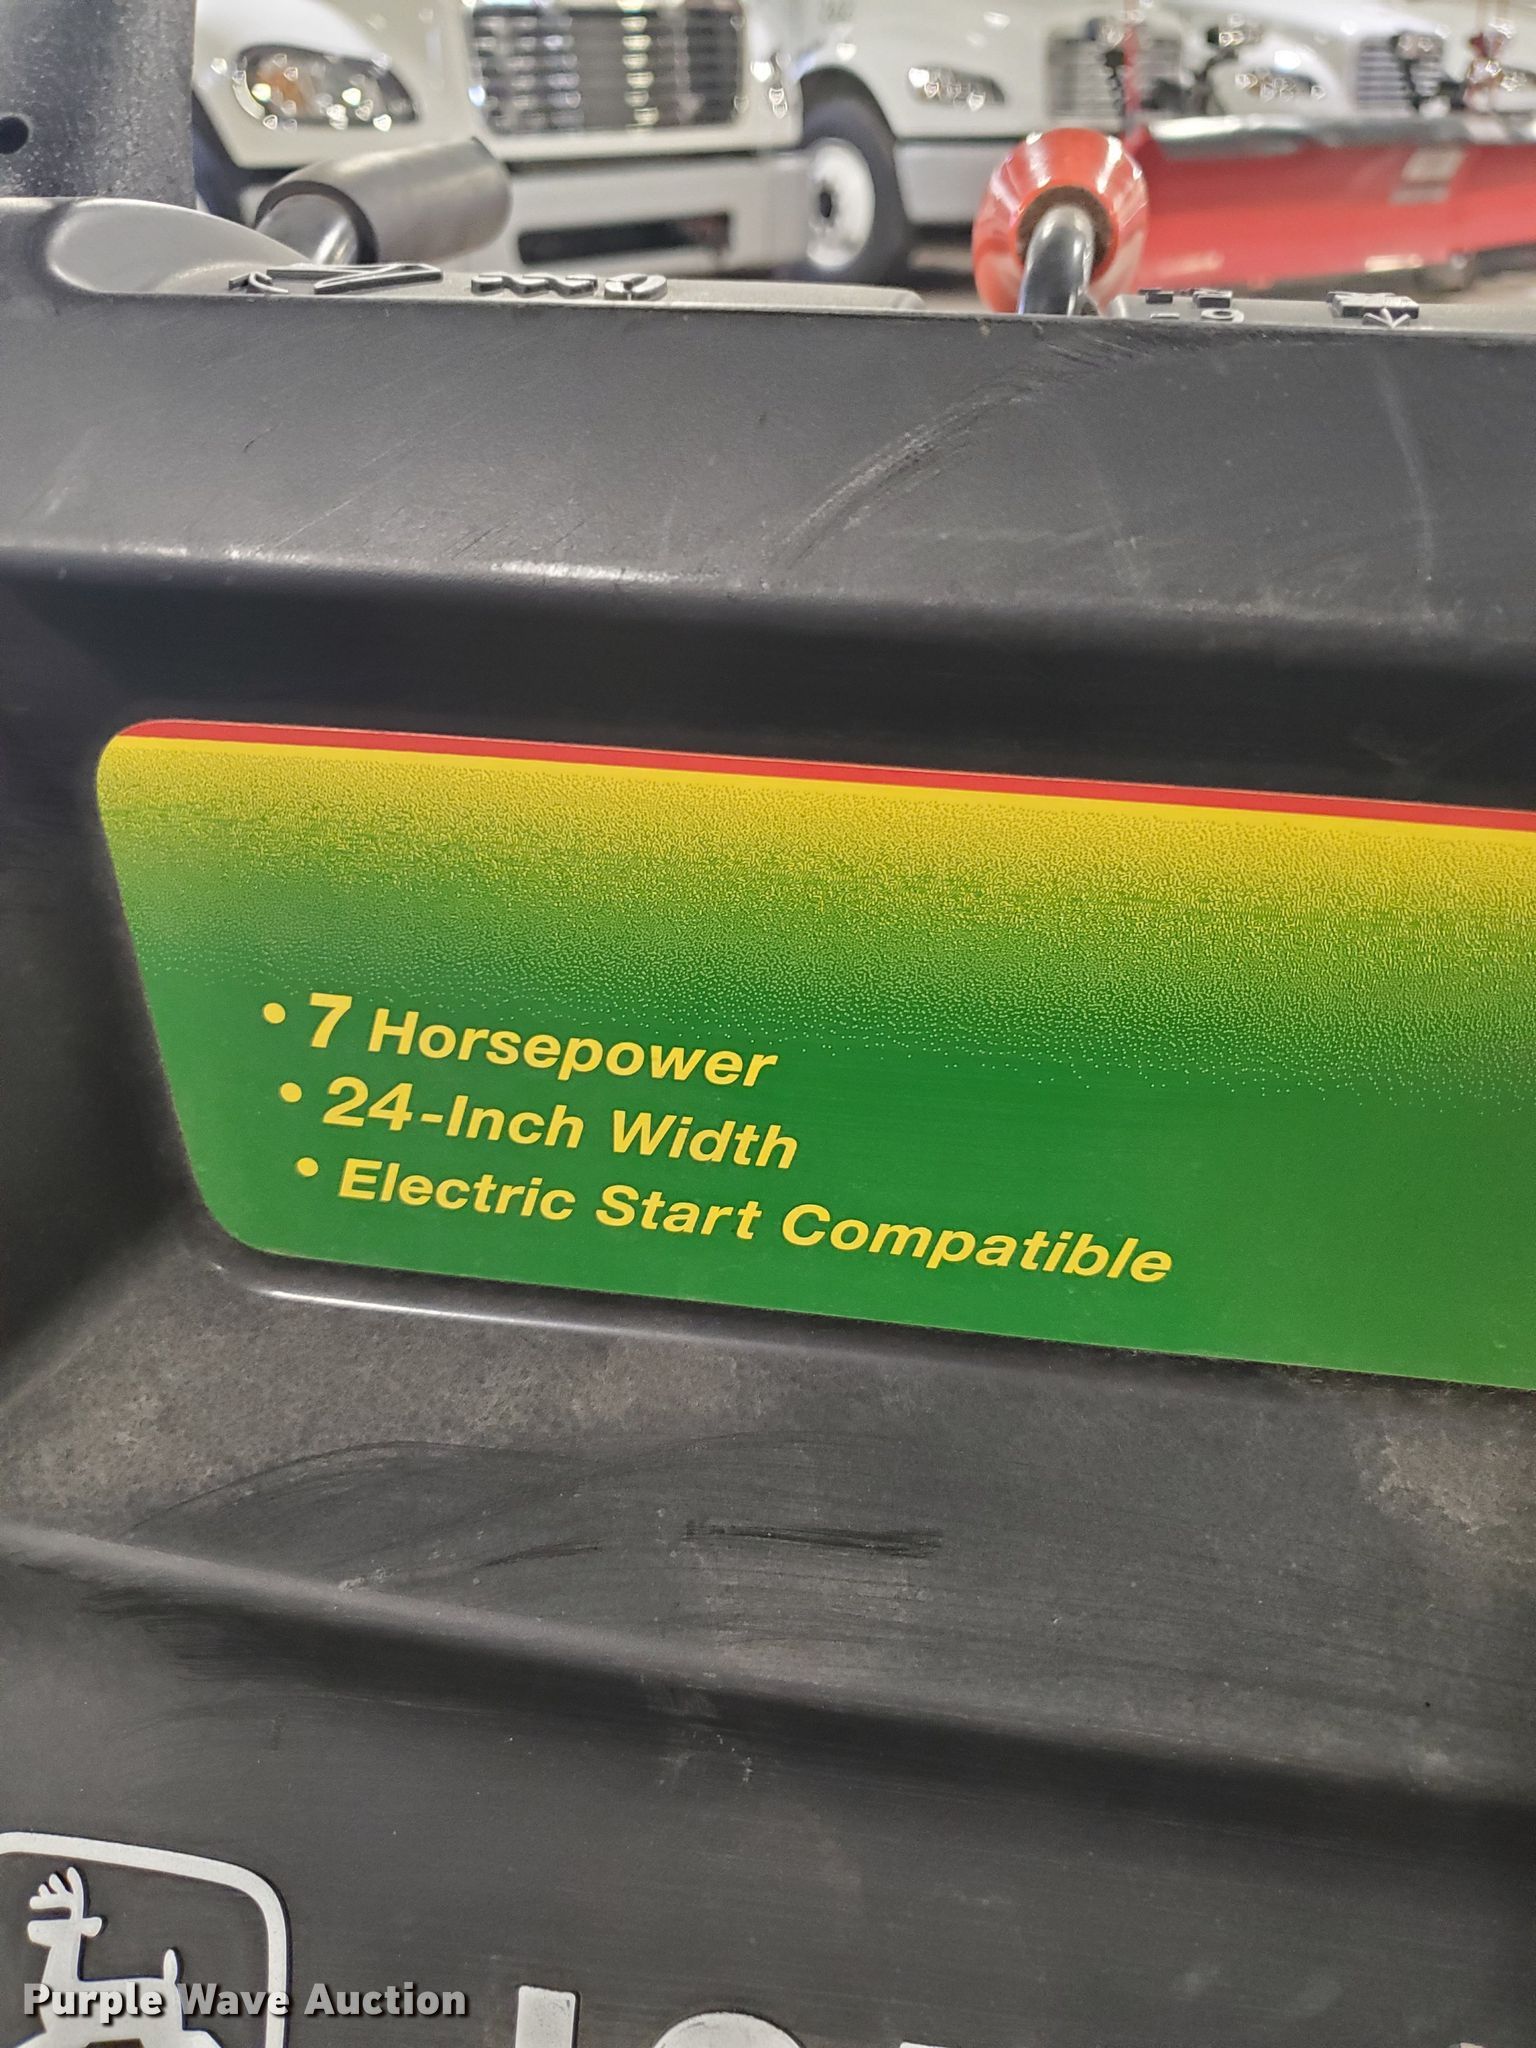 • 7 Horsepower
• 24-Inch Width
• Electric Start Compatible
Purple Wave Auction